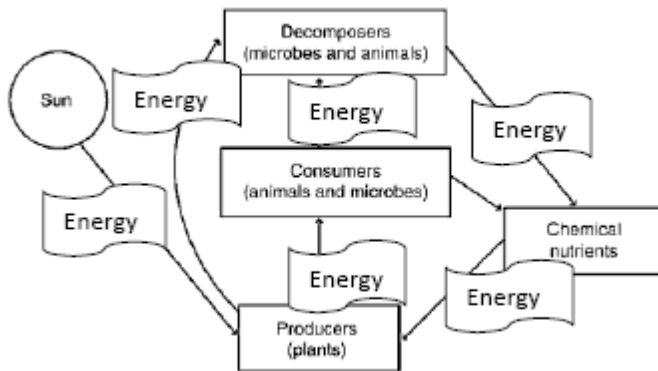 Decomposers
(microbes and animals)
Sun
Energy
Energy
Energy
Consumers
(animals and microbes)
Energy
Chemical
nutrients
Energy
Energy
Producers
(plants)